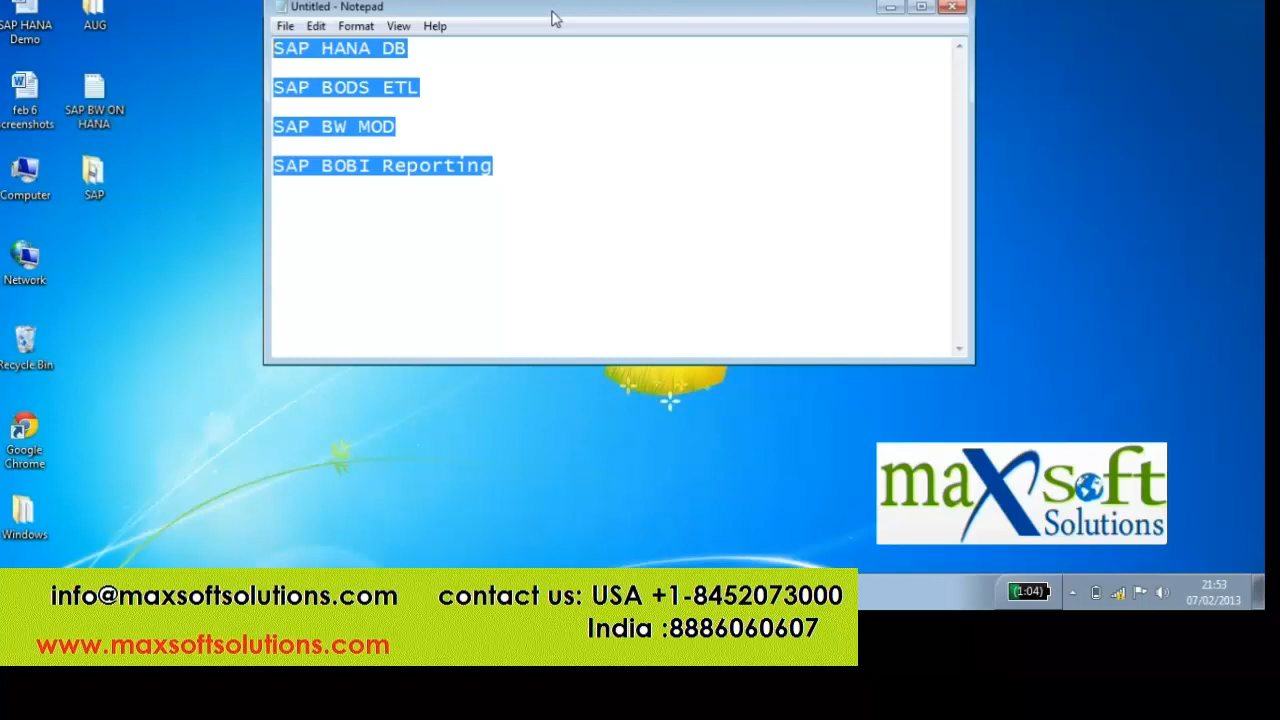 Untitled - Notepad
File Edit Format View Help
SAP HANA DB
SAP BODS ETL
SAP BW MOD
SAP BOBI Reporting
SAP HANA
Demo
AUG
feb 6
screenshots
SAP BW ON
HANA
Computer
SAP
Network
Recycle Bin
Google
Chrome
Windows
maxsoft
Solutions
(1:04)
21:53
07/02/2013
info@maxsoftsolutions.com contact us: USA +1-8452073000
India :8886060607
www.maxsoftsolutions.com